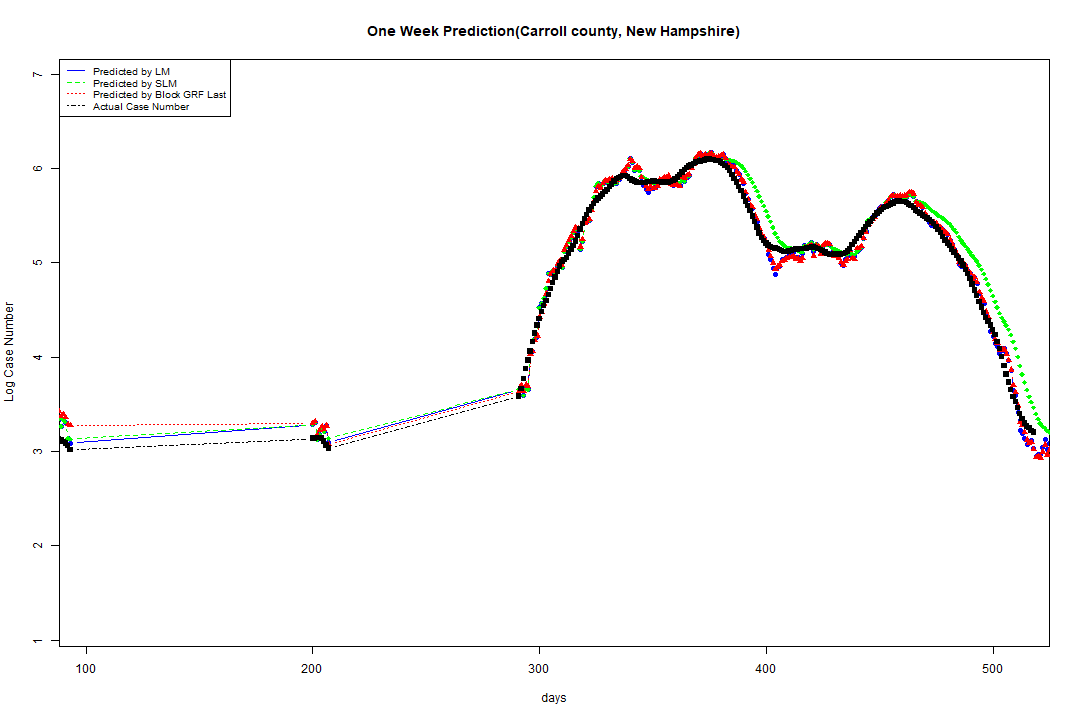 One Week Prediction(Carroll county, New Hampshire)
Predicted by LM
Predicted by SLM
Predicted by Block GRF Last
Actual Case Number
Log Case Number
7
6
5
4
3
2
1
100 200 300 400 500
days